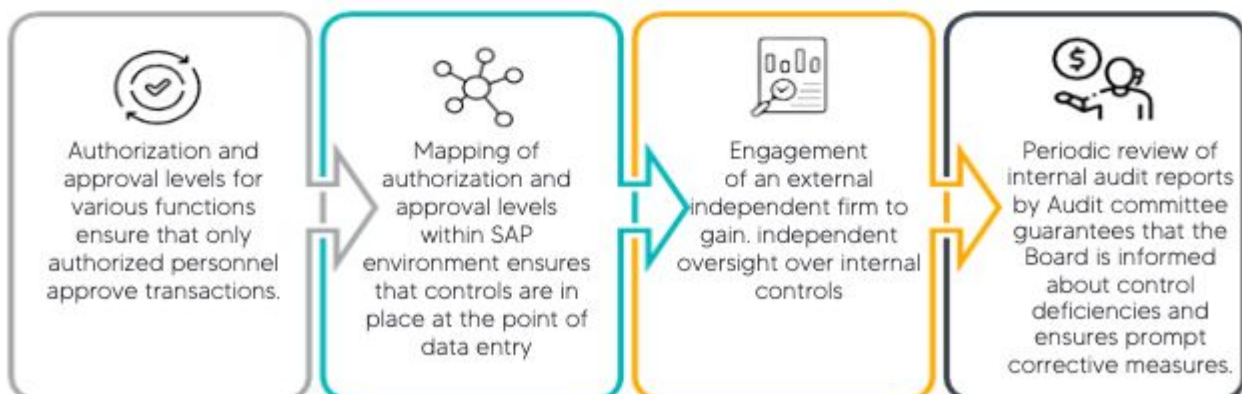 Authorization and
approval levels for
various functions
ensure that only
authorized personnel
approve transactions.
Mapping of
authorization and
approval levels
within SAP
environment ensures
that controls are in
place at the point of
data entry
Engagement
of an external
independent firm to
gain. independent
oversight over internal
controls
$
Periodic review of
internal audit reports
by Audit committee
guarantees that the
Board is informed
about control
deficiencies and
ensures prompt
corrective measures.